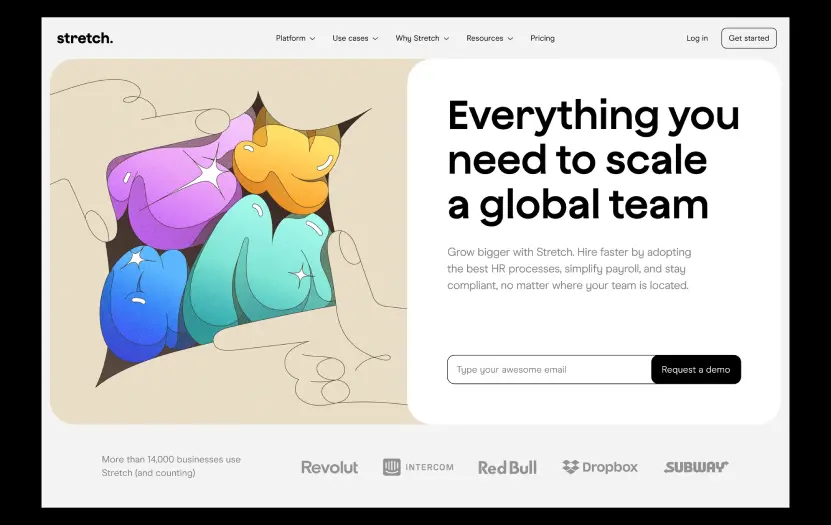 stretch.
Platform
Use cases
Why Stretch
Resources
Pricing
Log in
Get started
Everything you
need to scale
a global team
Grow bigger with Stretch. Hire faster by adopting
the best HR processes, simplify payroll, and stay
compliant, no matter where your team is located.
Type your awesome email
Request a demo
More than 14,000 businesses use
Stretch (and counting)
Revolut
INTERCOM
Red Bull
Dropbox
SUBWAY